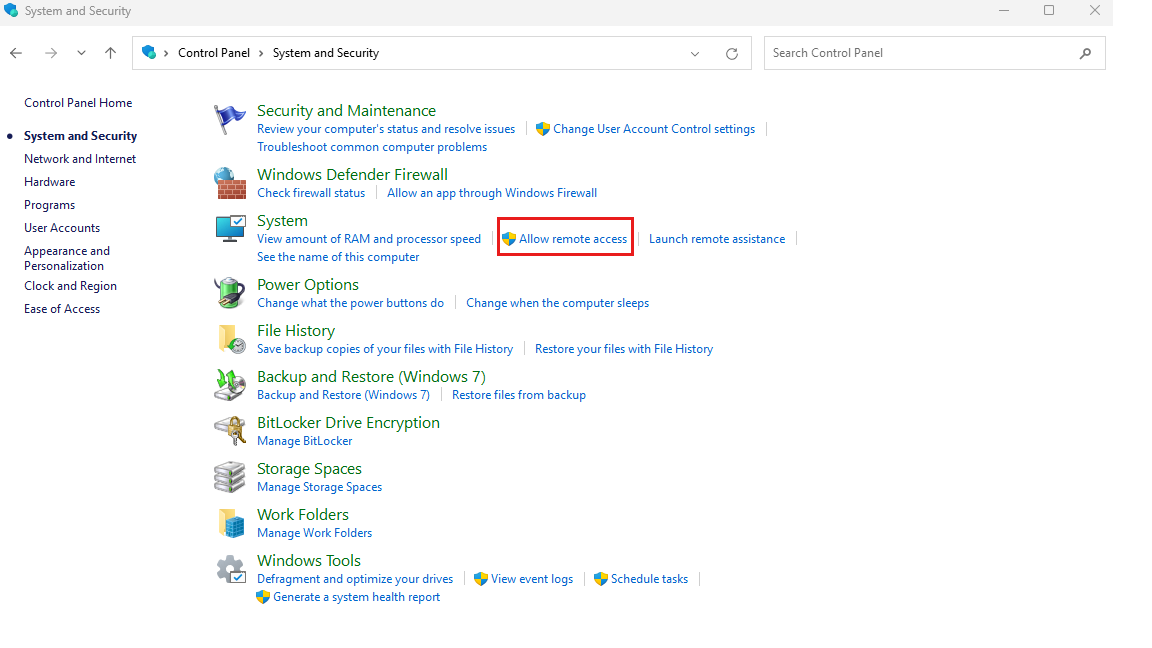 System and Security
Control Panel > System and Security
Search Control Panel
Control Panel Home
System and Security
Network and Internet
Hardware
Programs
User Accounts
Appearance and
Personalization
Clock and Region
Ease of Access
Security and Maintenance
Review your computer's status and resolve issues | Change User Account Control settings |
Troubleshoot common computer problems
Windows Defender Firewall
Check firewall status | Allow an app through Windows Firewall
System
View amount of RAM and processor speed | Allow remote access | Launch remote assistance |
See the name of this computer
Power Options
Change what the power buttons do | Change when the computer sleeps
File History
Save backup copies of your files with File History | Restore your files with File History
Backup and Restore (Windows 7)
Backup and Restore (Windows 7) | Restore files from backup
BitLocker Drive Encryption
Manage BitLocker
Storage Spaces
Manage Storage Spaces
Work Folders
Manage Work Folders
Windows Tools
Defragment and optimize your drives | View event logs | Schedule tasks |
Generate a system health report